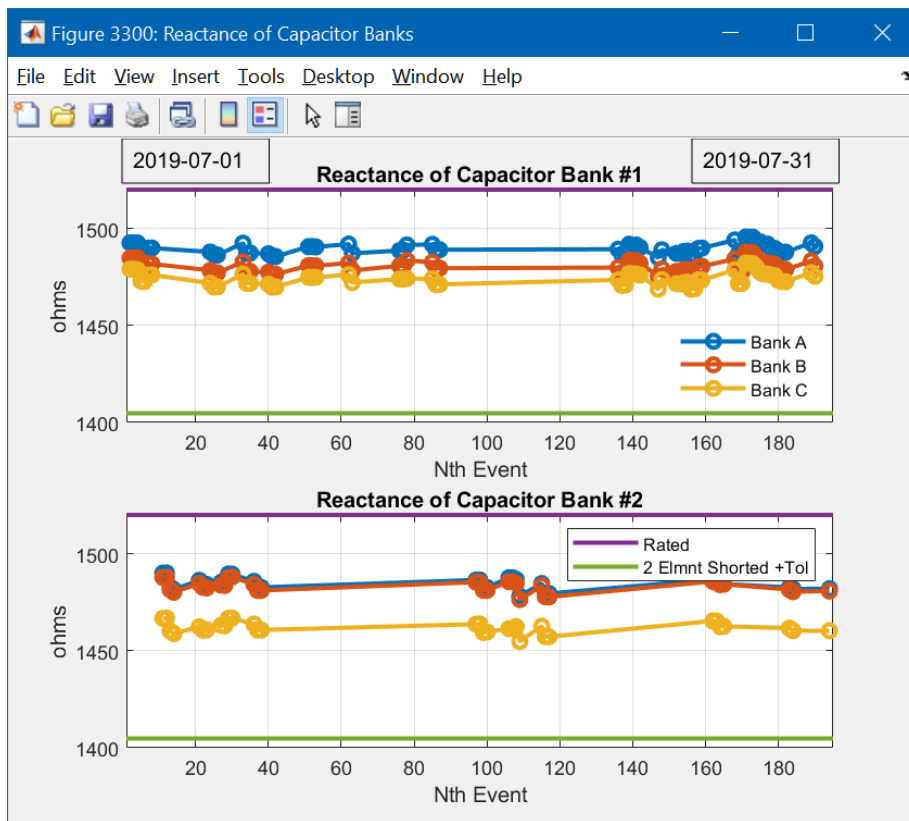 Figure 3300: Reactance of Capacitor Banks
File Edit View Insert Tools Desktop Window Help
2019-07-01
2019-07-31
Reactance of Capacitor Bank #1
1500
1450
1400
ohms
Bank A
Bank B
Bank C
20 40 60 80 100 120 140 160 180
Nth Event
Reactance of Capacitor Bank #2
1500
1450
1400
ohms
Rated
2 Elmnt Shorted +Tol
20 40 60 80 100 120 140 160 180
Nth Event